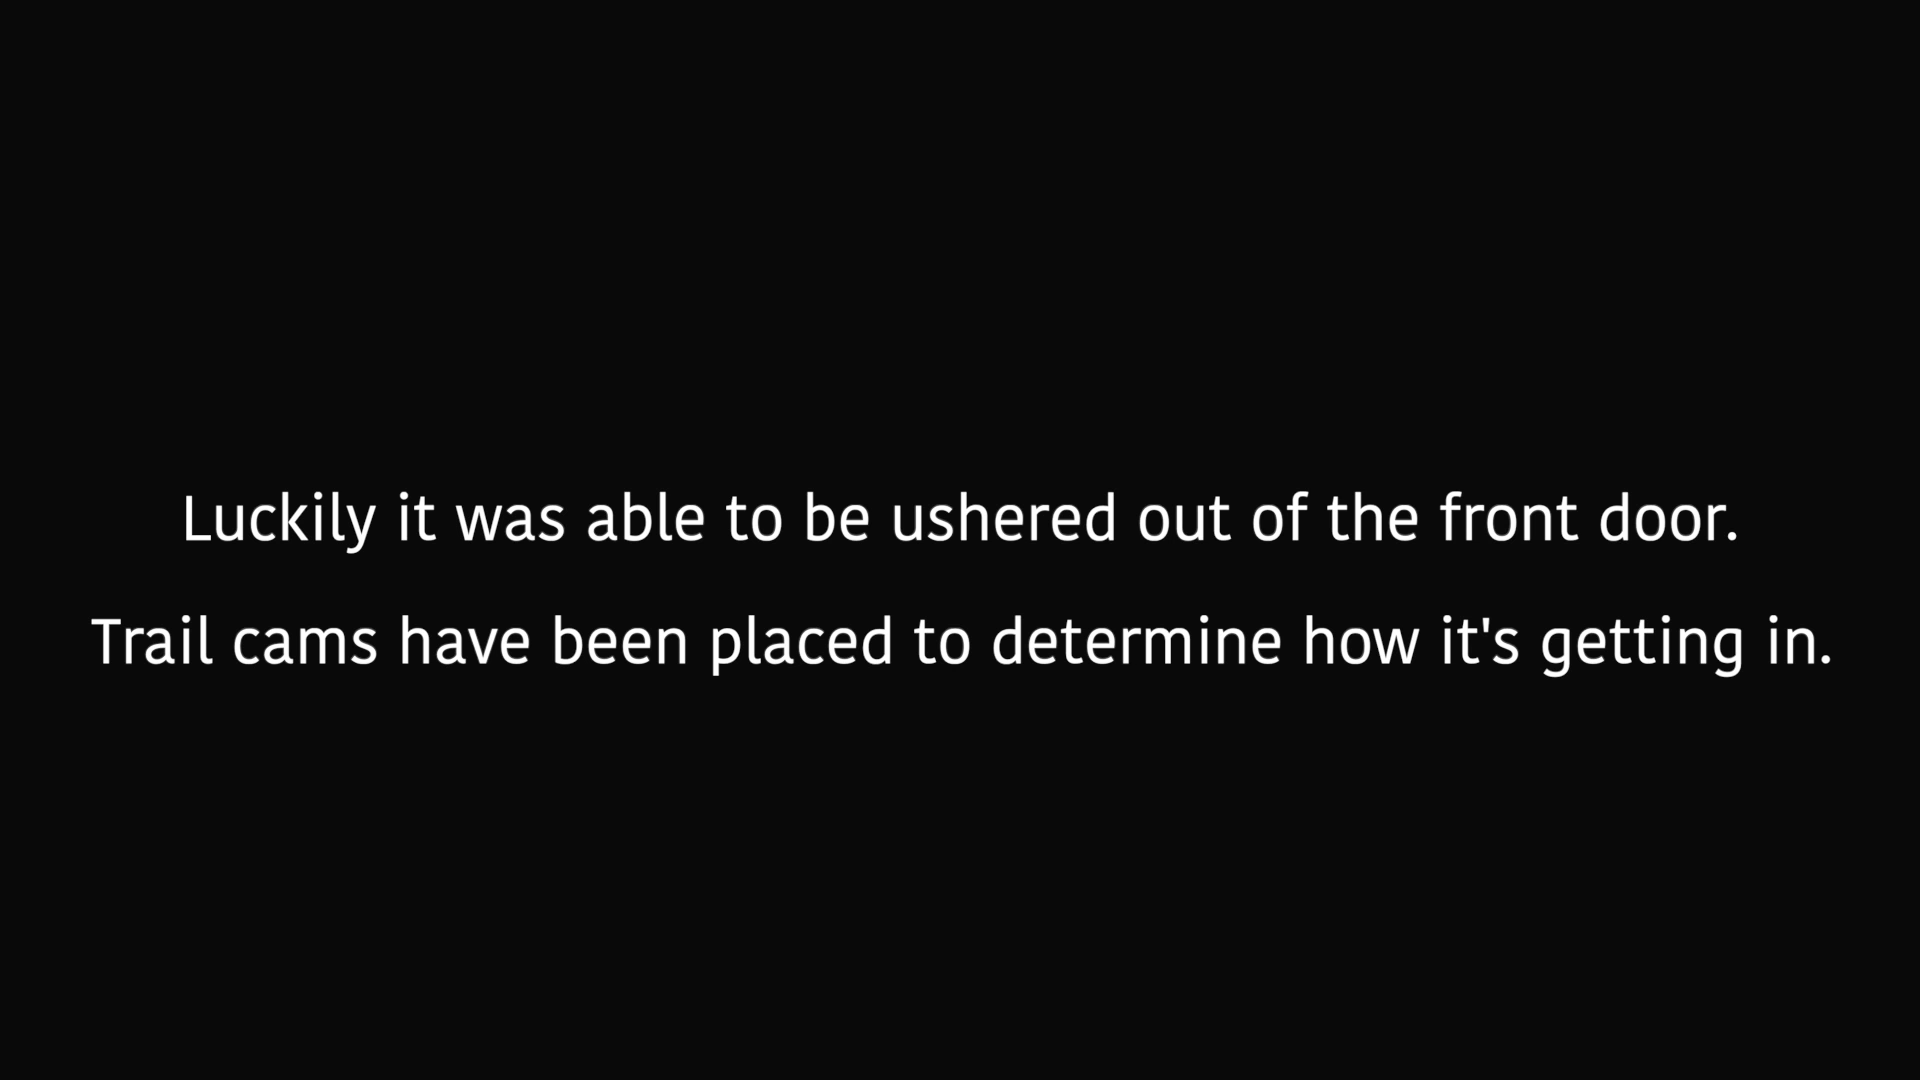 Luckily it was able to be ushered out of the front door.
Trail cams have been placed to determine how it's getting in.